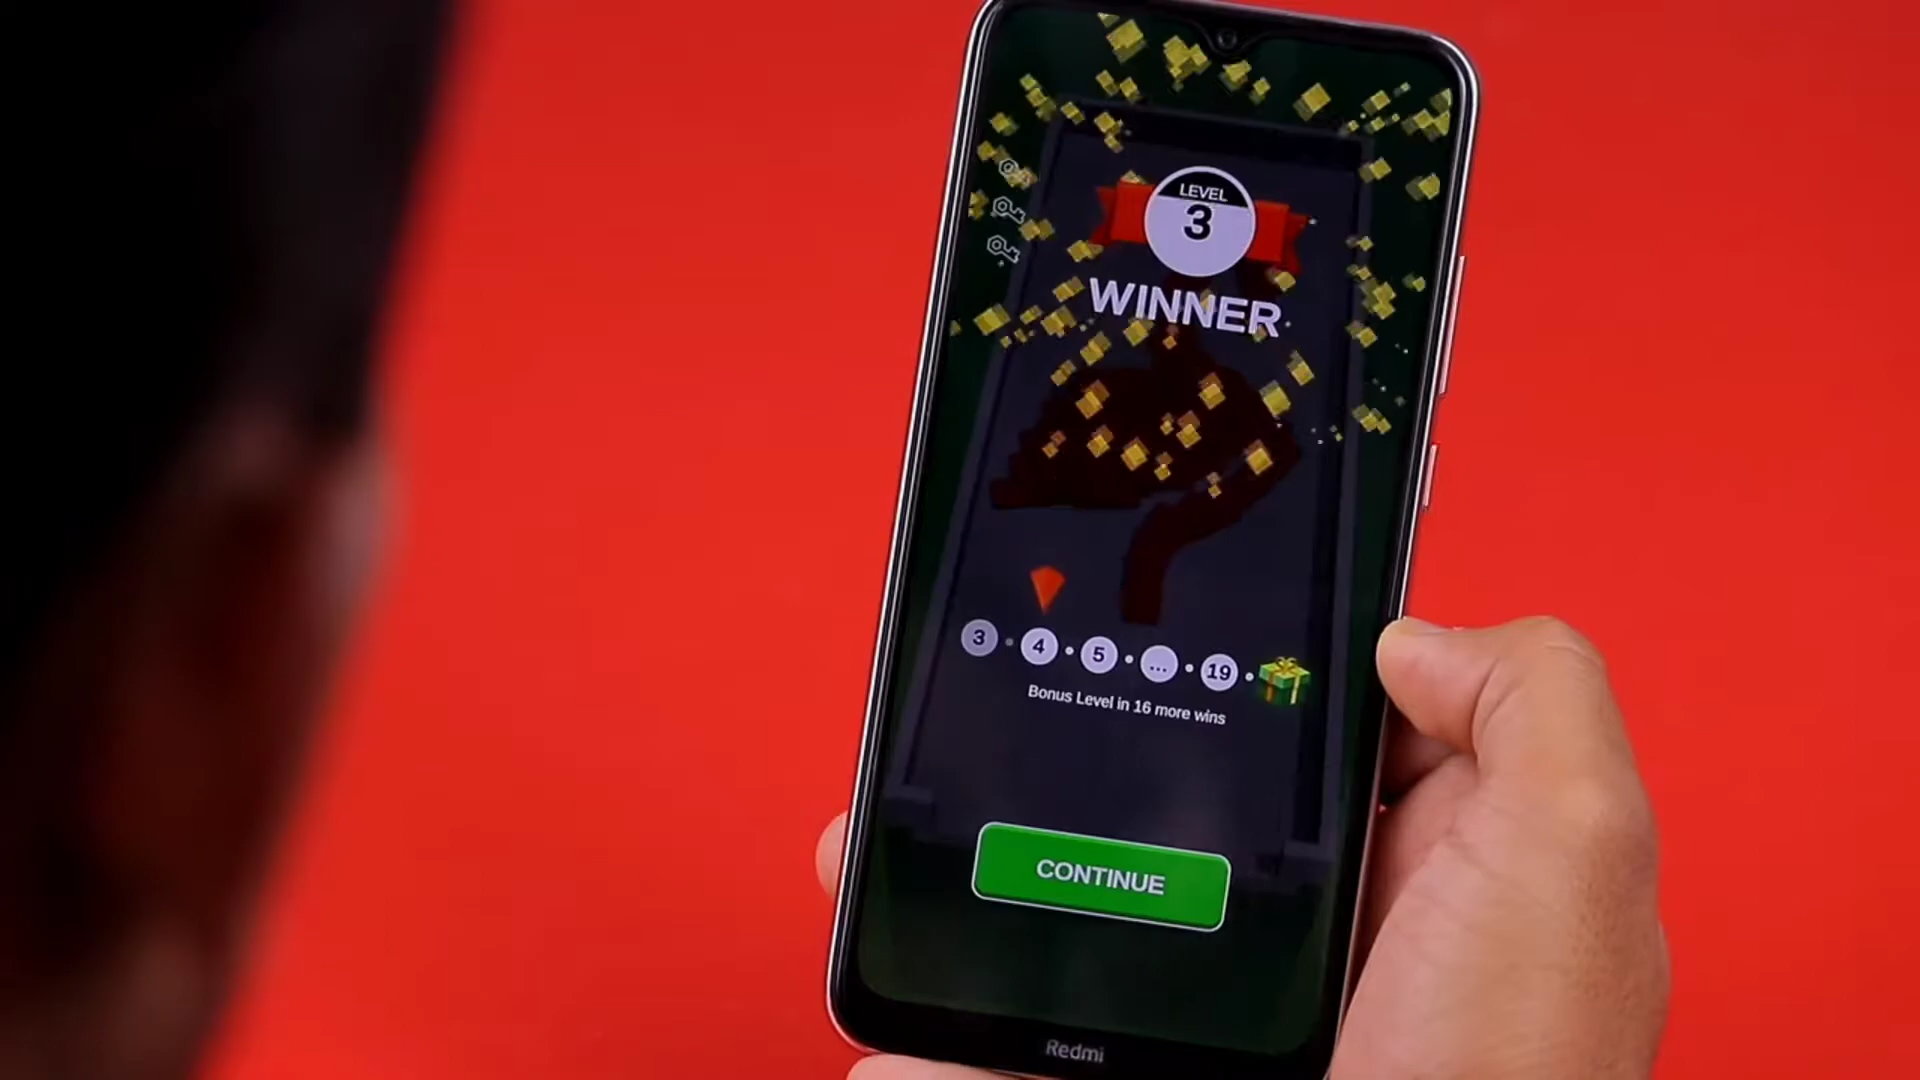 LEVEL
3
WINNER
3 4 5 ... 19
Bonus Level in 16 more wins
CONTINUE
Redmi